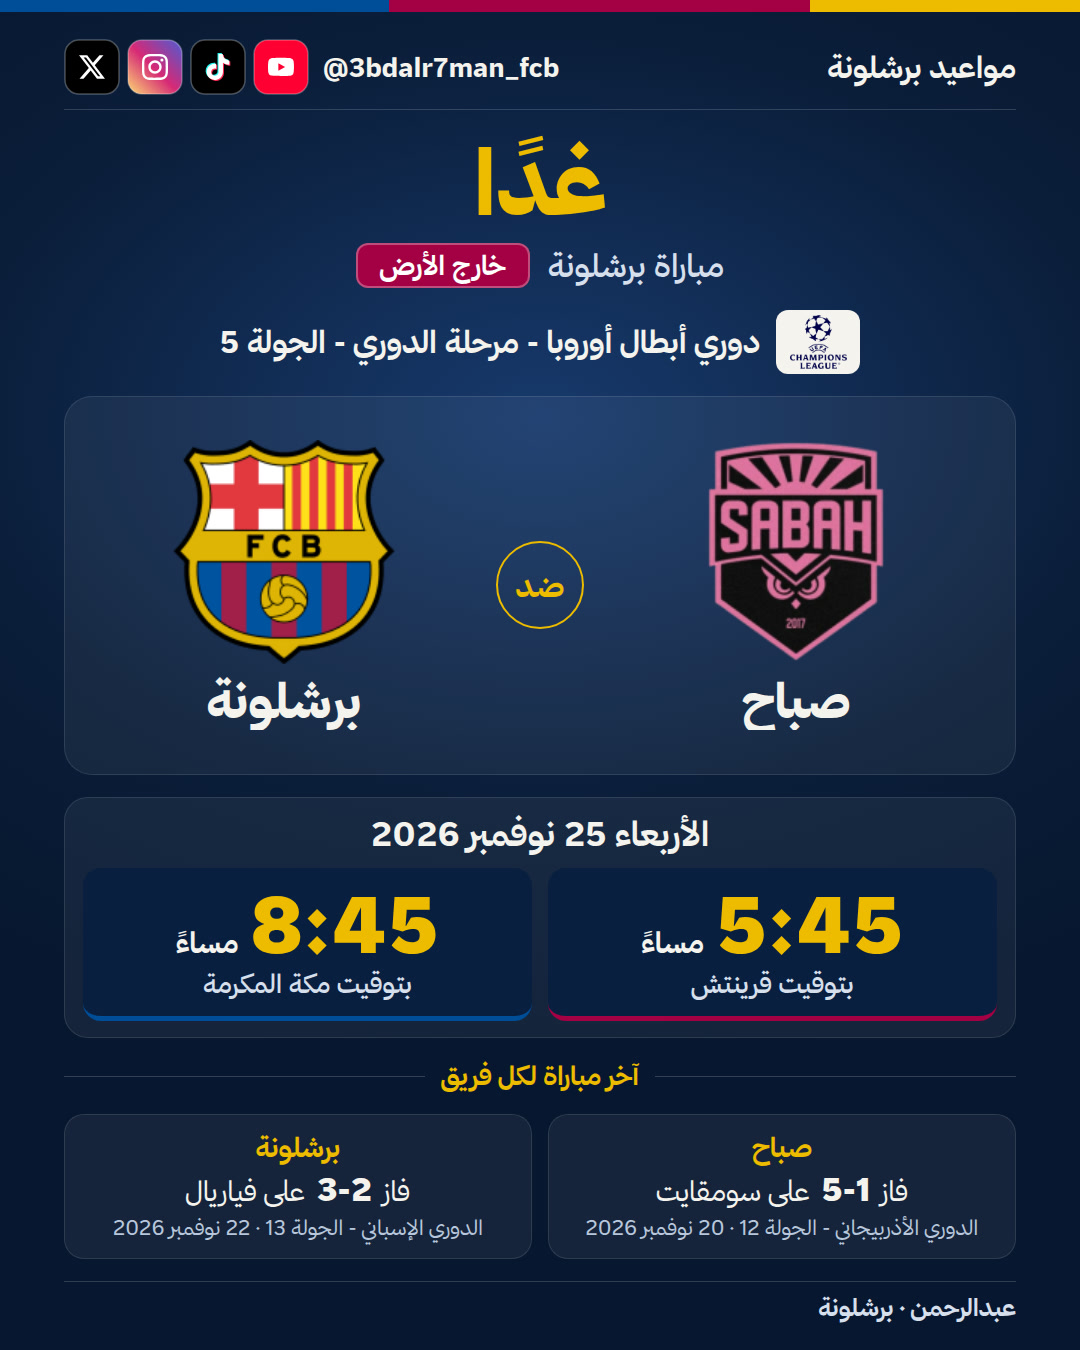 مواعيد برشلونة
@3bdalr7man_fcb
غدًا
مباراة برشلونة خارج الأرض
UEFA CHAMPIONS LEAGUE
دوري أبطال أوروبا - مرحلة الدوري - الجولة 5
SABAH
2017
صباح
ضد
FCB
برشلونة
الأربعاء 25 نوفمبر 2026
5:45 مساءً
بتوقيت قرينتش
8:45 مساءً
بتوقيت مكة المكرمة
آخر مباراة لكل فريق
صباح
فاز 5-1 على سومقايت
الدوري الأذربيجاني - الجولة 12 · 20 نوفمبر 2026
برشلونة
فاز 3-2 على فياريال
الدوري الإسباني - الجولة 13 · 22 نوفمبر 2026
عبدالرحمن · برشلونة